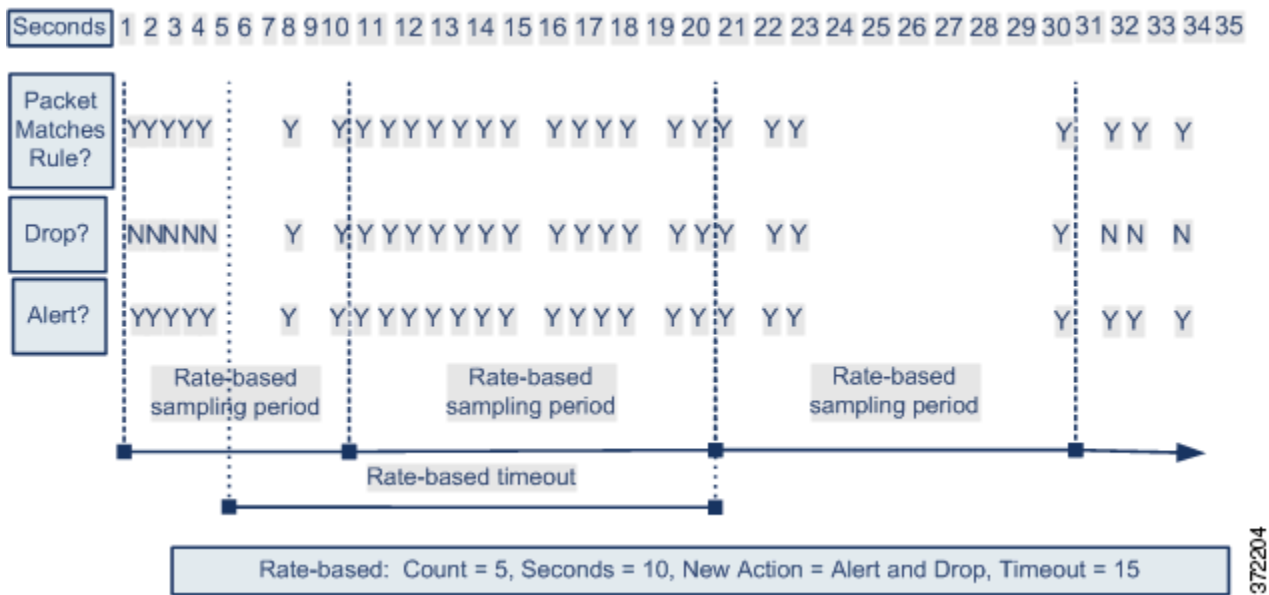 Seconds 1 2 3 4 5 6 7 8 9 10 11 12 13 14 15 16 17 18 19 20 21 22 23 24 25 26 27 28 29 30 31 32 33 34 35
Packet
Matches
Rule?
YYYYY Y Y Y Y Y Y Y Y Y Y Y Y Y Y Y Y Y Y Y Y Y Y
Drop?
NNNNN Y Y Y Y Y Y Y Y Y Y Y Y Y Y Y Y Y Y Y N N N
Alert?
YYYYY Y Y Y Y Y Y Y Y Y Y Y Y Y Y Y Y Y Y Y Y Y Y
Rate-based
sampling period
Rate-based
sampling period
Rate-based
sampling period
Rate-based timeout
Rate-based: Count = 5, Seconds = 10, New Action = Alert and Drop, Timeout = 15
372204